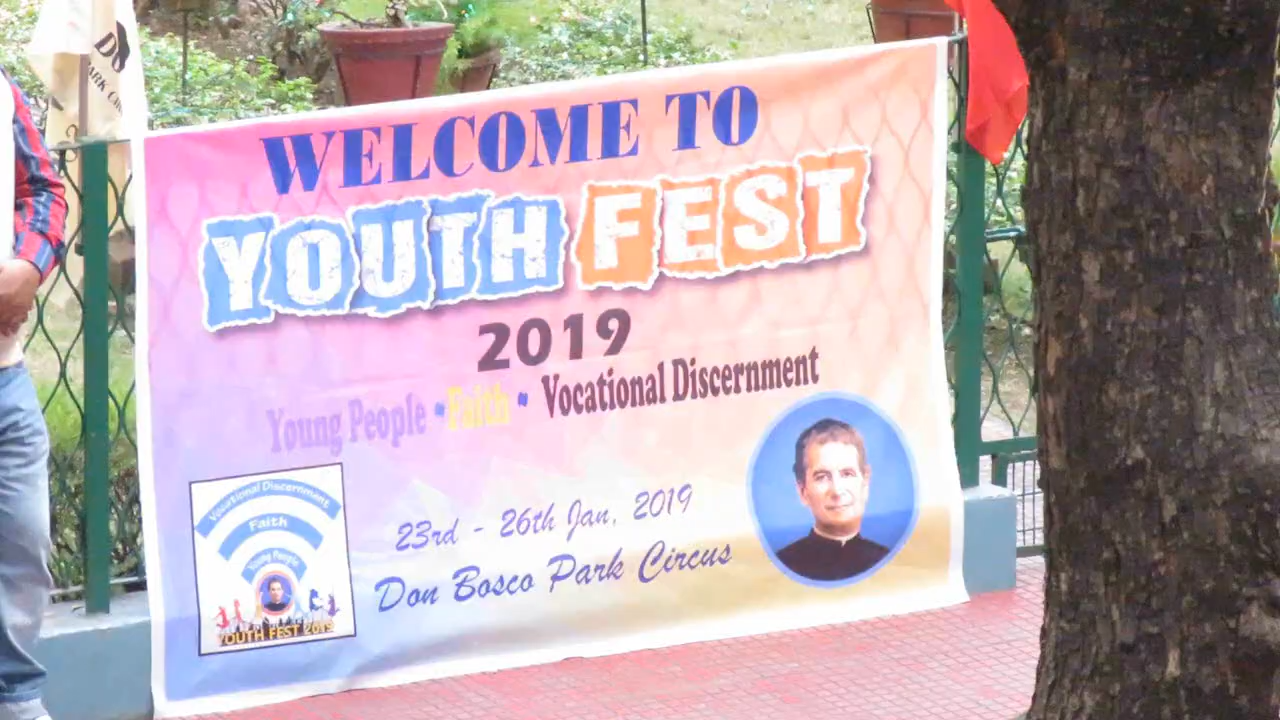 WELCOME TO
YOUTH FEST
2019
Young People • Faith • Vocational Discernment
Vocational Discernment
Faith
Young People
YOUTH FEST 2019
23rd - 26th Jan, 2019
Don Bosco Park Circus